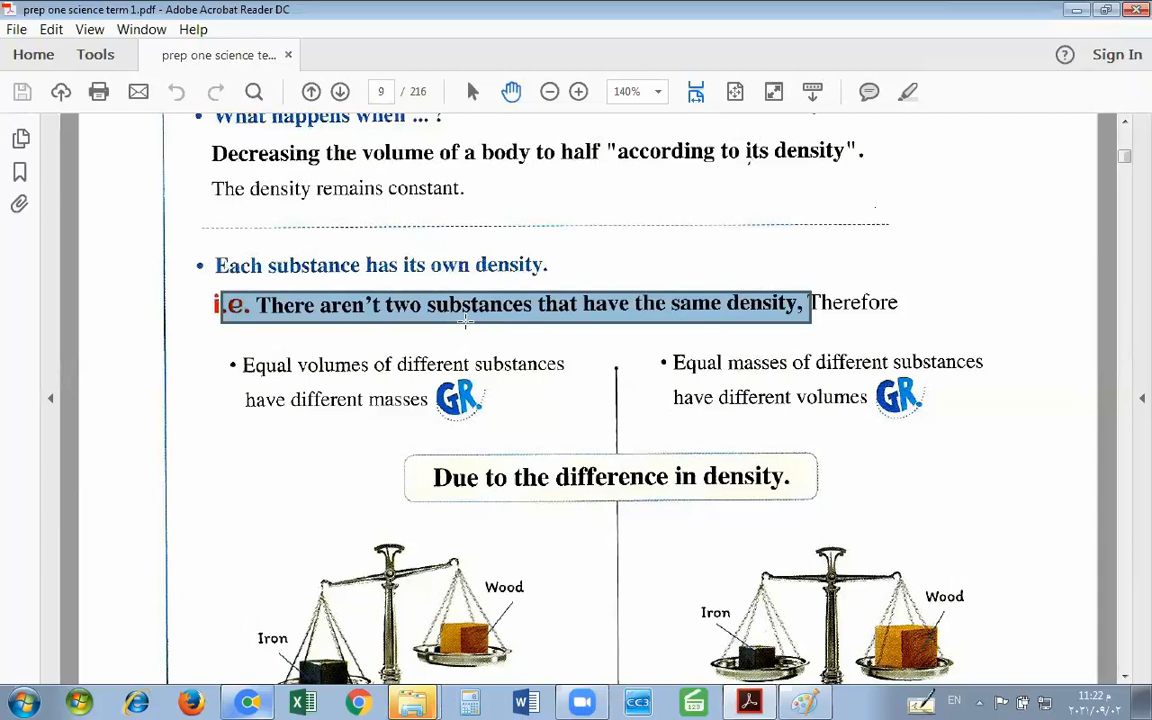 prep one science term 1.pdf - Adobe Acrobat Reader DC
File Edit View Window Help
Home Tools prep one science te... ×
Sign In
9 / 216
140%
• What happens when ... ?
Decreasing the volume of a body to half "according to its density".
The density remains constant.
• Each substance has its own density.
i.e. There aren't two substances that have the same density, Therefore
• Equal volumes of different substances
have different masses GR.
• Equal masses of different substances
have different volumes GR.
Due to the difference in density.
Wood
Iron
Iron
Wood
EN
11:22 م
٢٠٢١/٠٩/٠٢